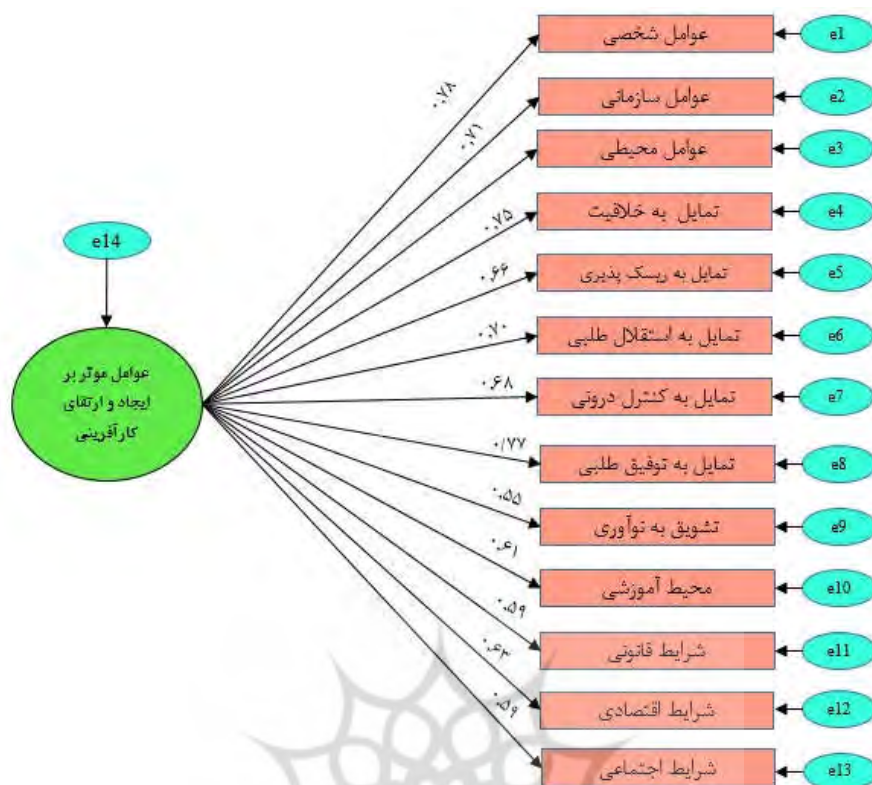 عوامل شخصی
e1
۰,۷۸
عوامل سازمانی
e2
۰,۷۱
عوامل محیطی
e3
تمایل به خلاقیت
e4
۰,۷۵
e14
تمایل به ریسک پذیری
e5
۰,۶۶
تمایل به استقلال طلبی
e6
۰,۷۰
عوامل موثر بر
ایجاد و ارتقای
کارآفرینی
تمایل به کنترل درونی
e7
۰,۶۸
تمایل به توفیق طلبی
e8
۰/۷۷
تشویق به نوآوری
e9
۰,۵۵
محیط آموزشی
e10
۰,۶۱
شرایط قانونی
e11
۰,۵۹
شرایط اقتصادی
e12
شرایط اجتماعی
e13